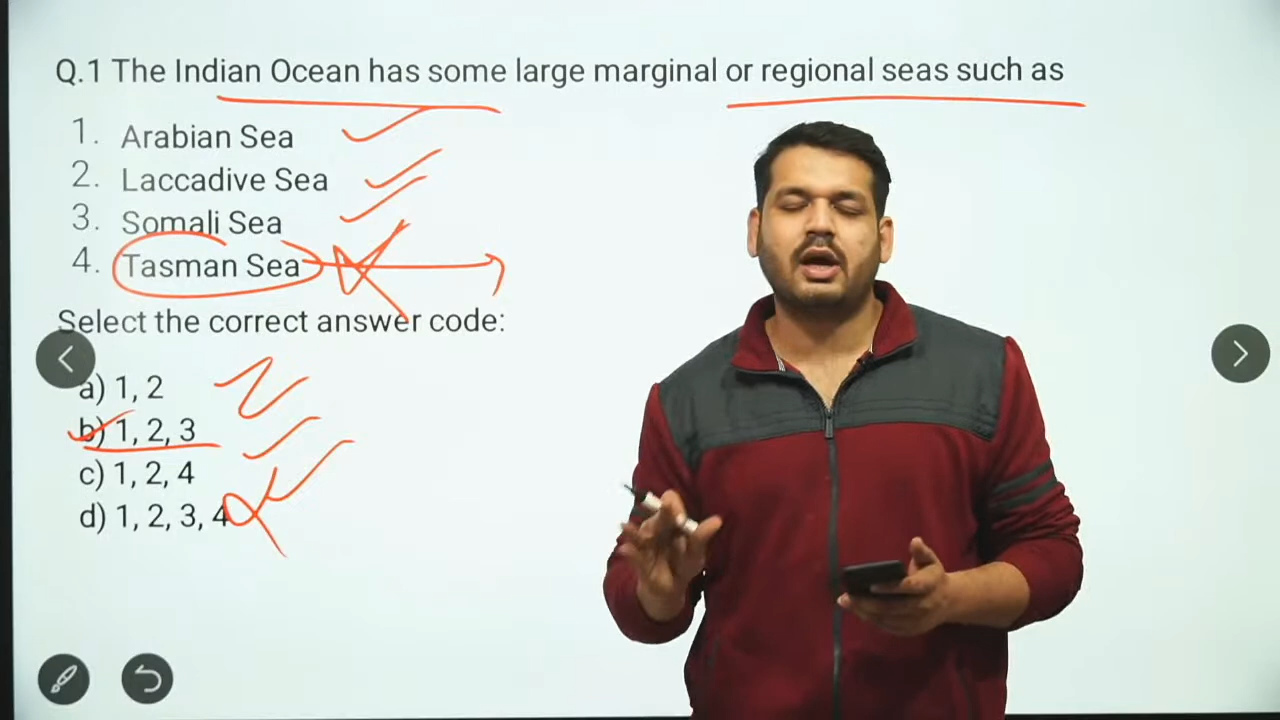 Q.1 The Indian Ocean has some large marginal or regional seas such as
1. Arabian Sea
2. Laccadive Sea
3. Somali Sea
4. Tasman Sea
Select the correct answer code:
a) 1, 2
b) 1, 2, 3
c) 1, 2, 4
d) 1, 2, 3, 4